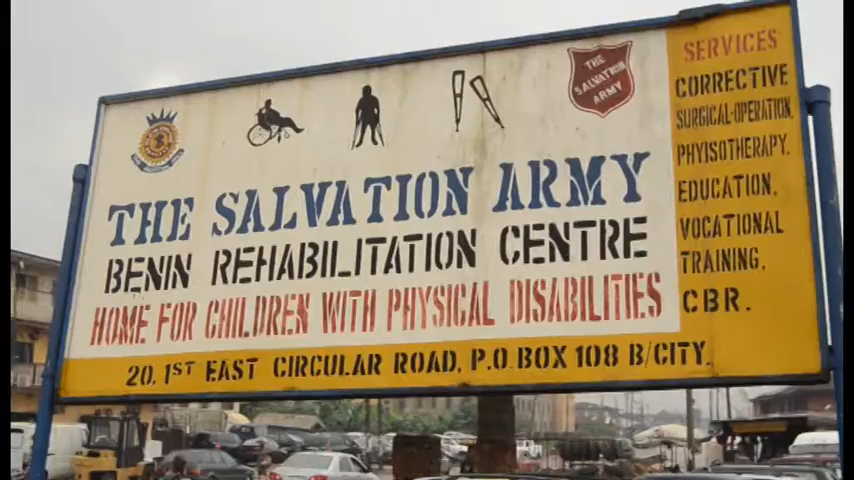 THE SALVATION ARMY
SERVICES
CORRECTIVE
SURGICAL-OPERATION,
PHYISOTHERAPY.
EDUCATION.
VOCATIONAL
TRAINING.
CBR.
THE SALVATION ARMY
BENIN REHABILITATION CENTRE
HOME FOR CHILDREN WITH PHYSICAL DISABILITIES
20, 1ST EAST CIRCULAR ROAD, P.O BOX 108 B/CITY.